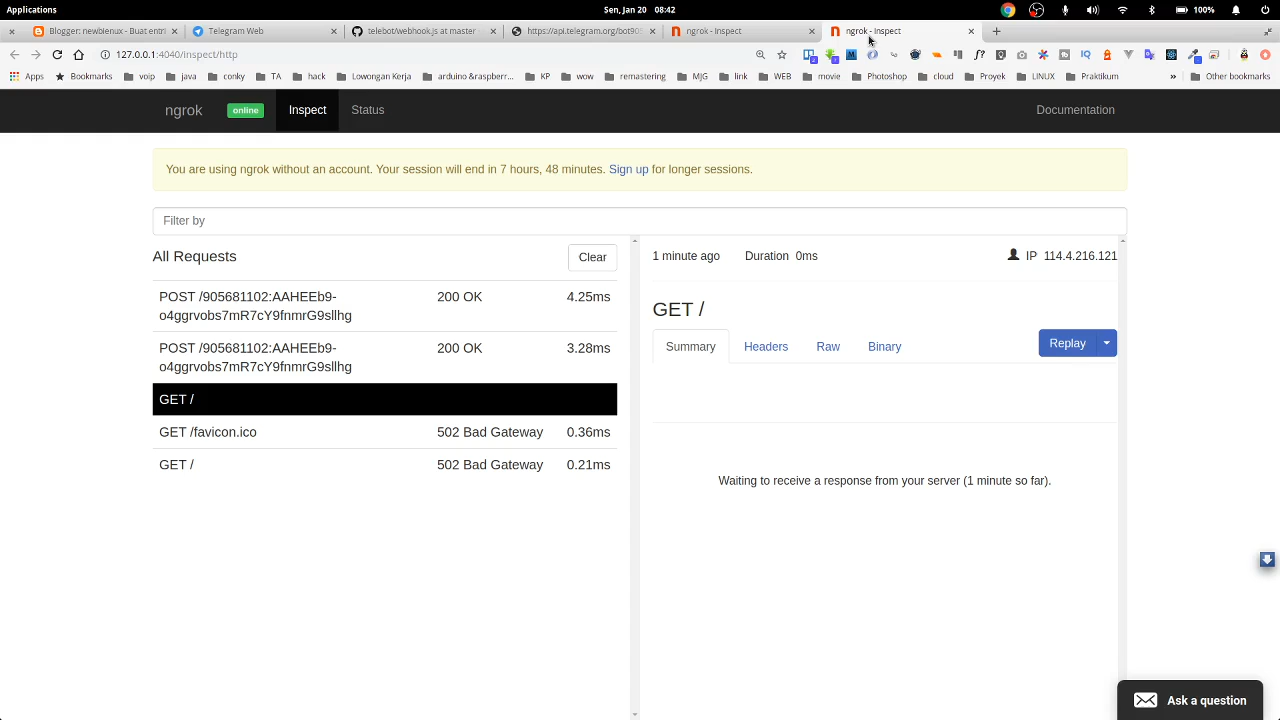 Applications
Sen, Jan 20 08:42
100%
Blogger: newbienux - Buat entri
Telegram Web
telebot/webhook.js at master
https://api.telegram.org/bot90
ngrok - Inspect
ngrok - Inspect
127.0.0.1:4040/inspect/http
Apps
Bookmarks
voip
java
conky
TA
hack
Lowongan Kerja
arduino &raspberr...
KP
wow
remastering
MJG
link
WEB
movie
Photoshop
cloud
Proyek
LINUX
Praktikum
»
Other bookmarks
ngrok
online
Inspect
Status
Documentation
You are using ngrok without an account. Your session will end in 7 hours, 48 minutes. Sign up for longer sessions.
Filter by
All Requests
Clear
POST /905681102:AAHEEb9-
o4ggrvobs7mR7cY9fnmrG9sllhg
200 OK
4.25ms
POST /905681102:AAHEEb9-
o4ggrvobs7mR7cY9fnmrG9sllhg
200 OK
3.28ms
GET /
GET /favicon.ico
502 Bad Gateway
0.36ms
GET /
502 Bad Gateway
0.21ms
1 minute ago
Duration 0ms
IP 114.4.216.121
GET /
Summary
Headers
Raw
Binary
Replay
Waiting to receive a response from your server (1 minute so far).
Ask a question